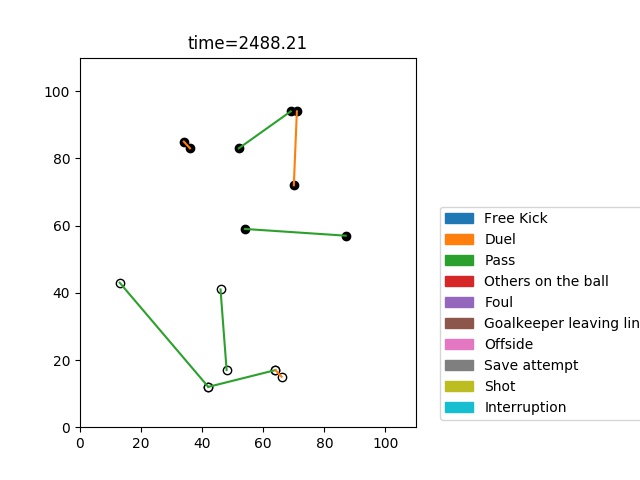 time=2488.21
100
80
60
40
20
0
0 20 40 60 80 100
Free Kick
Duel
Pass
Others on the ball
Foul
Goalkeeper leaving lin
Offside
Save attempt
Shot
Interruption